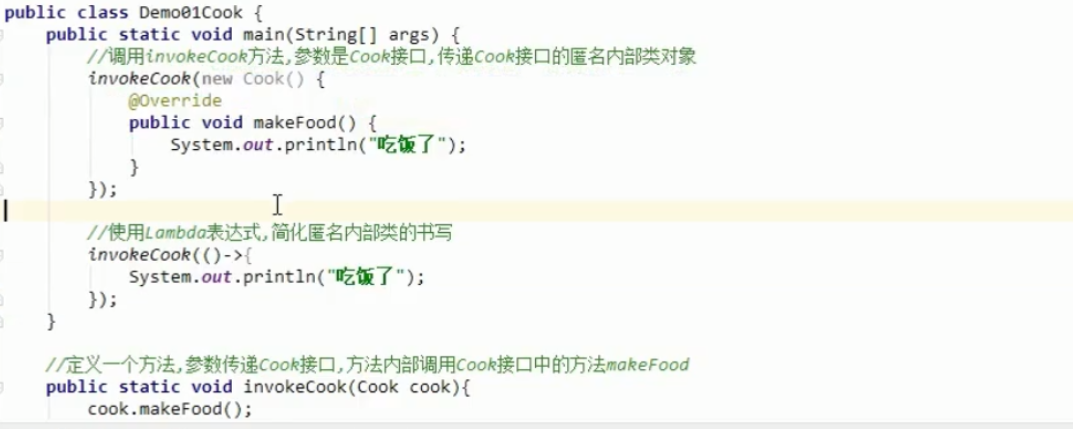 public class Demo01Cook {
public static void main(String[] args) {
//调用invokeCook方法,参数是Cook接口,传递Cook接口的匿名内部类对象
invokeCook(new Cook() {
@Override
public void makeFood() {
System.out.println("吃饭了");
}
});
//使用Lambda表达式,简化匿名内部类的书写
invokeCook(()->{
System.out.println("吃饭了");
});
}
//定义一个方法,参数传递Cook接口,方法内部调用Cook接口中的方法makeFood
public static void invokeCook(Cook cook){
cook.makeFood();